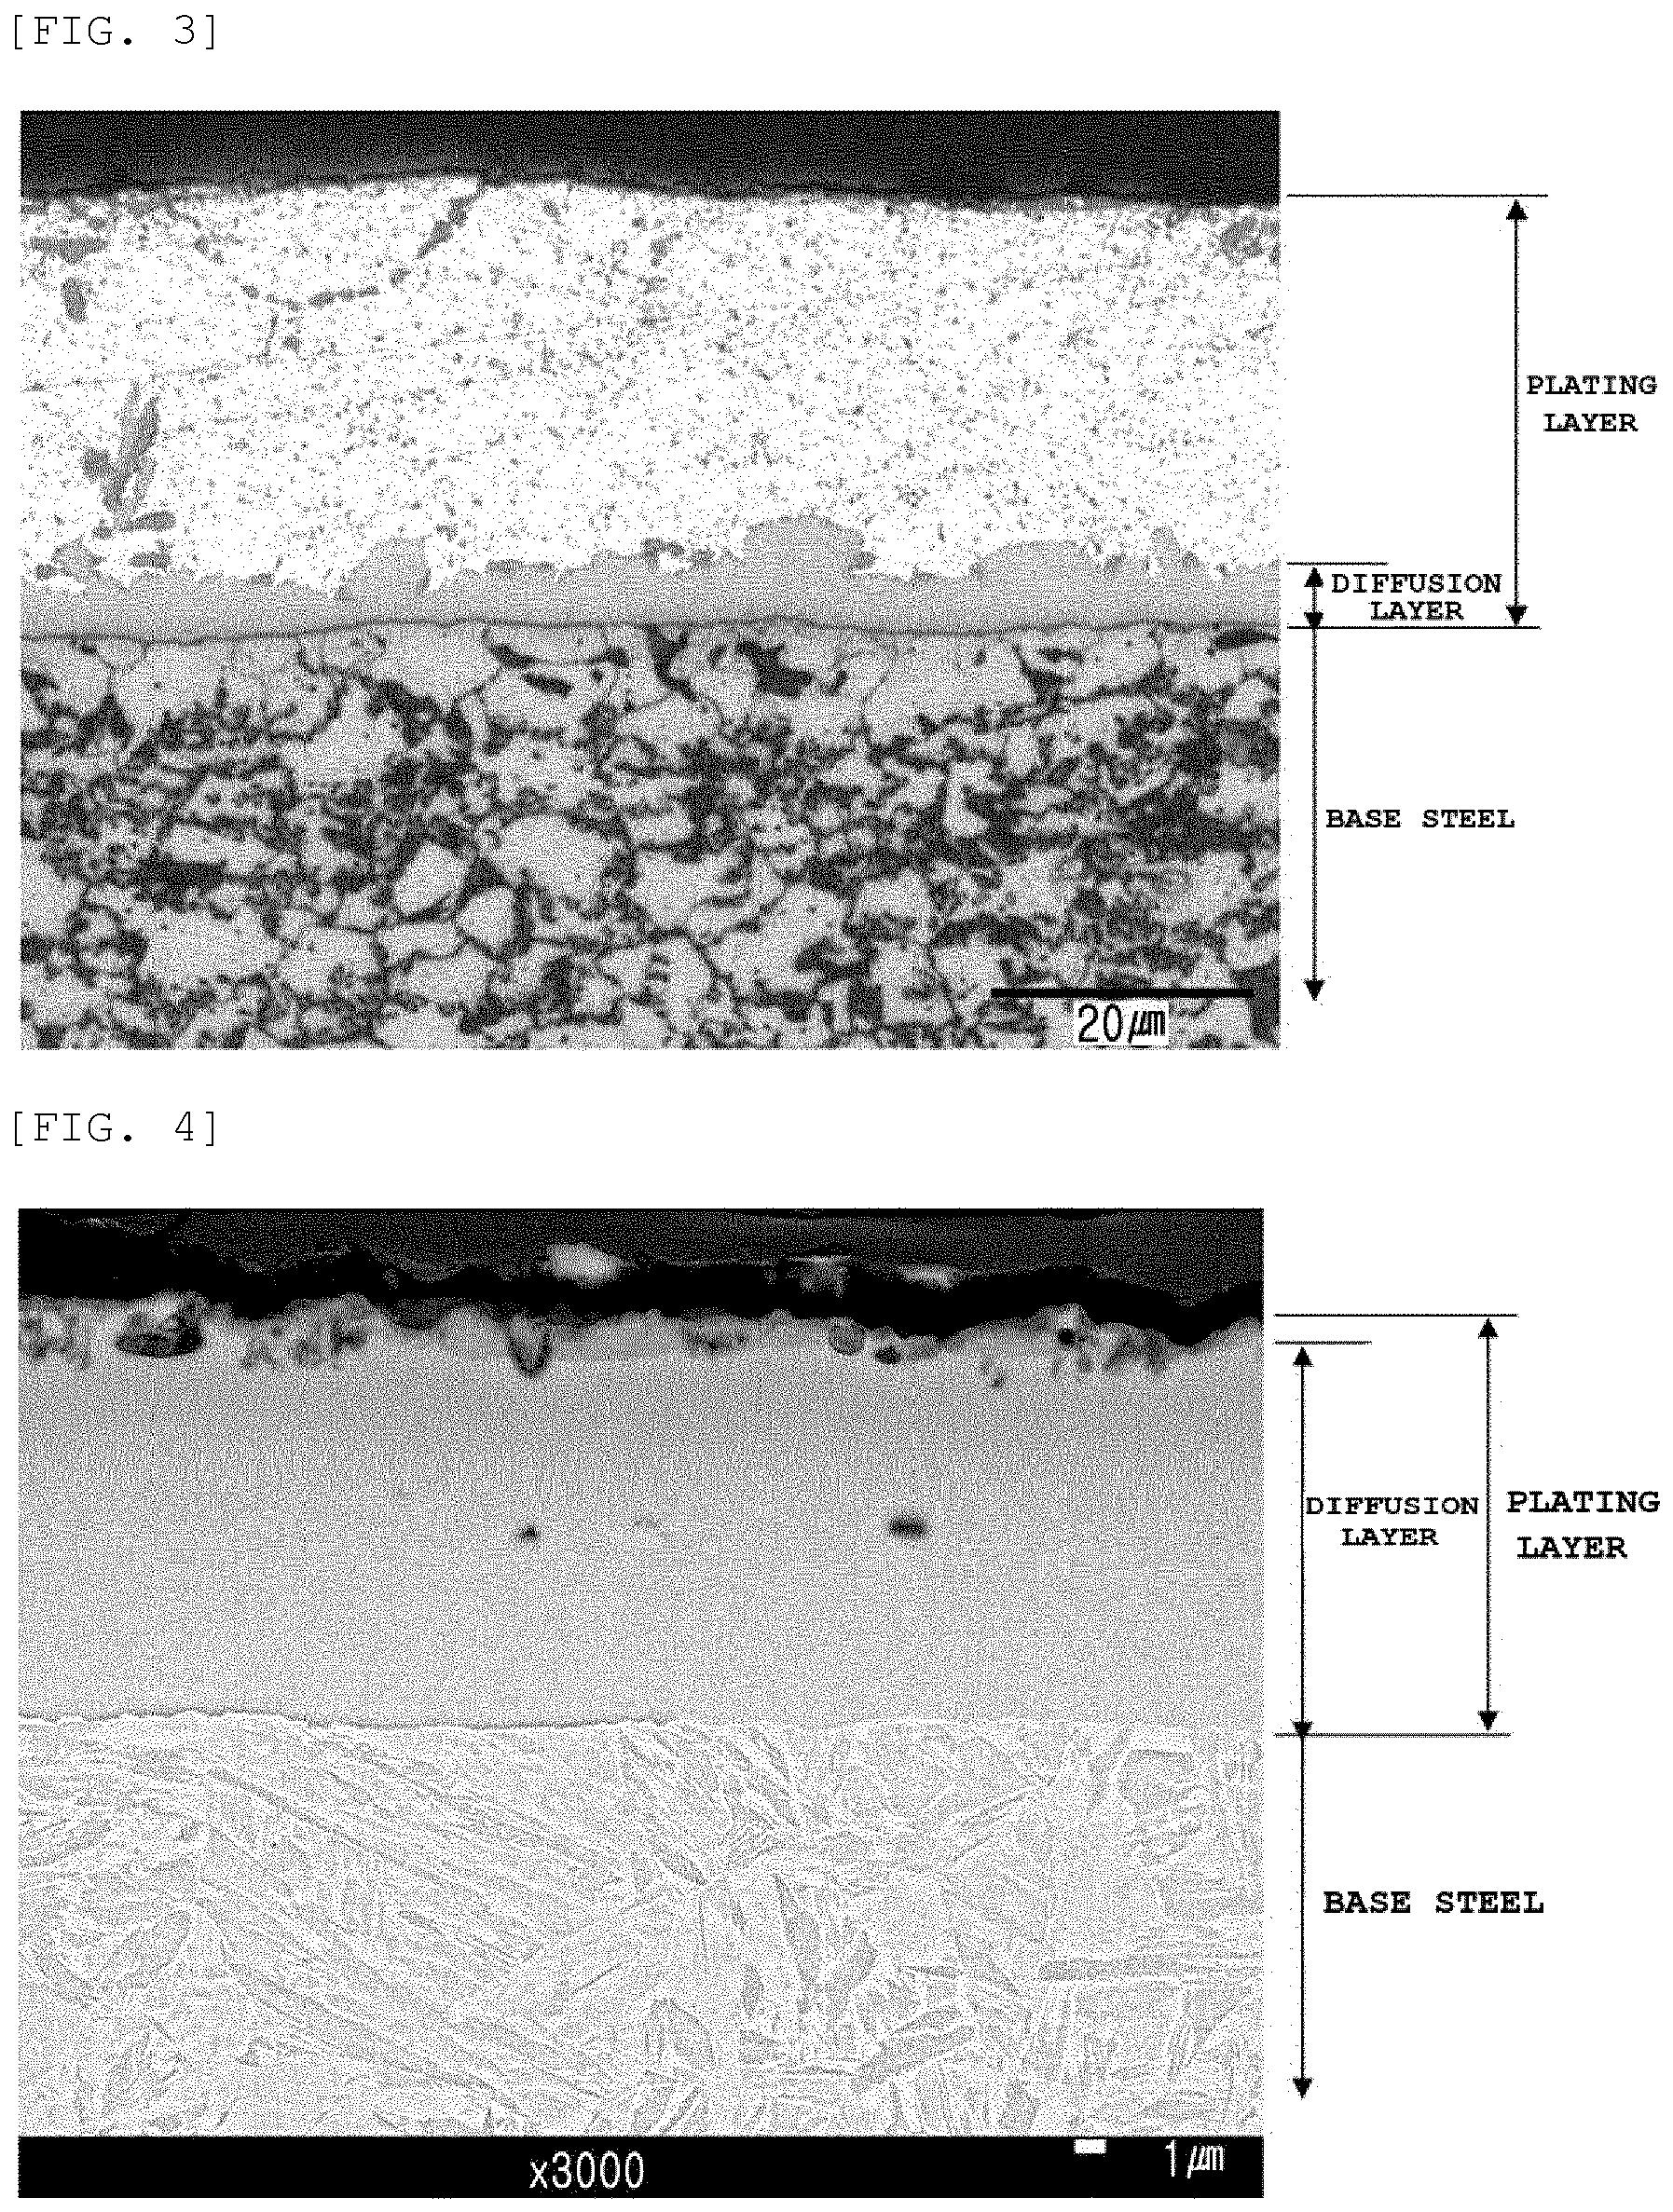 [FIG. 3]
PLATING
LAYER
DIFFUSION
LAYER
BASE STEEL
20㎛
[FIG. 4]
DIFFUSION
LAYER
PLATING
LAYER
BASE STEEL
x3000
1㎛